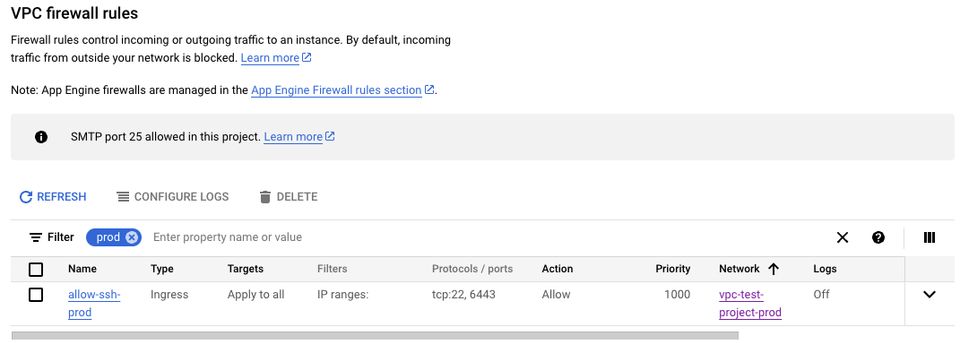 VPC firewall rules
Firewall rules control incoming or outgoing traffic to an instance. By default, incoming
traffic from outside your network is blocked. Learn more
Note: App Engine firewalls are managed in the App Engine Firewall rules section.
SMTP port 25 allowed in this project. Learn more
REFRESH CONFIGURE LOGS DELETE
Filter prod Enter property name or value
Name Type Targets Filters Protocols / ports Action Priority Network Logs
allow-ssh- Ingress Apply to all IP ranges: tcp:22, 6443 Allow 1000 vpc-test- Off
prod project-prod